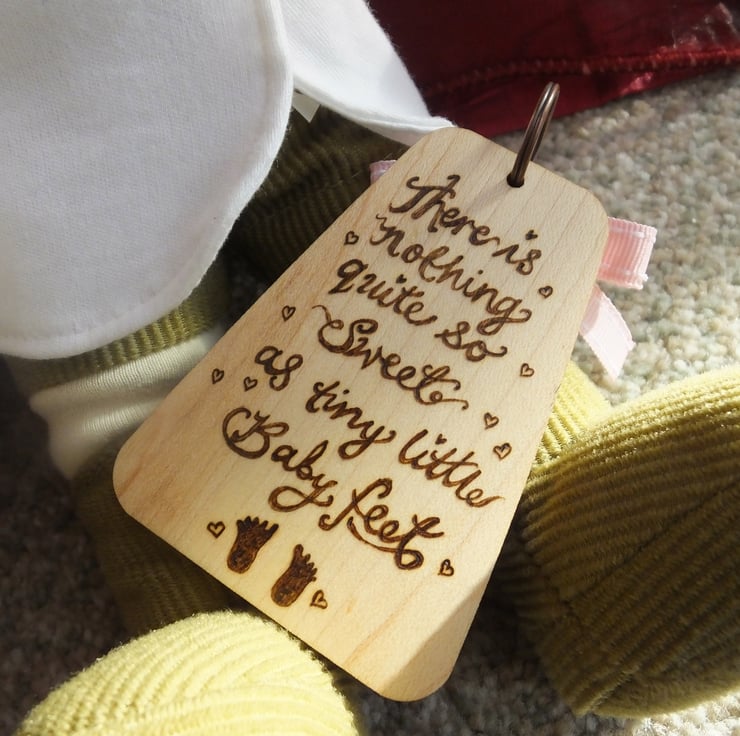 There is
nothing
quite so
Sweet
as tiny little
Baby feet